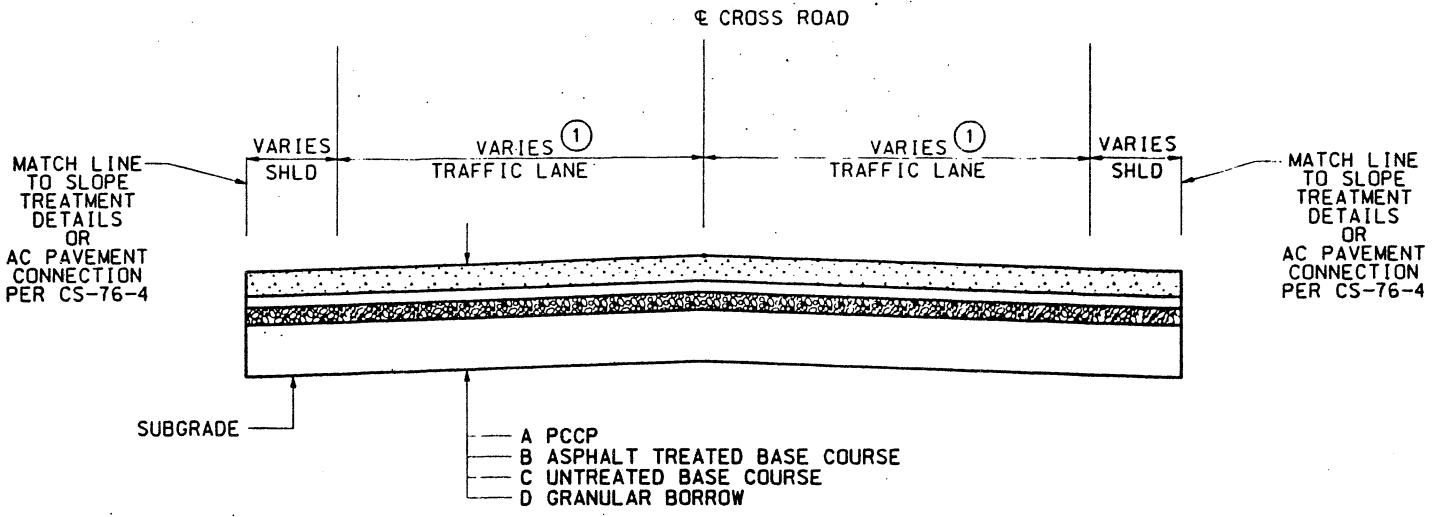 ℄ CROSS ROAD
VARIES
SHLD
VARIES ①
TRAFFIC LANE
VARIES ①
TRAFFIC LANE
VARIES
SHLD
MATCH LINE
TO SLOPE
TREATMENT
DETAILS
OR
AC PAVEMENT
CONNECTION
PER CS-76-4
MATCH LINE
TO SLOPE
TREATMENT
DETAILS
OR
AC PAVEMENT
CONNECTION
PER CS-76-4
SUBGRADE
A PCCP
B ASPHALT TREATED BASE COURSE
C UNTREATED BASE COURSE
D GRANULAR BORROW